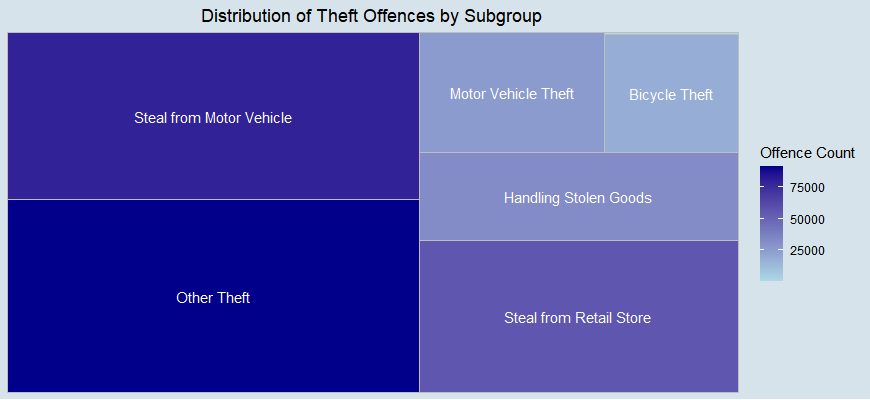 Distribution of Theft Offences by Subgroup
Steal from Motor Vehicle
Motor Vehicle Theft
Bicycle Theft
Handling Stolen Goods
Other Theft
Steal from Retail Store
Offence Count
75000
50000
25000